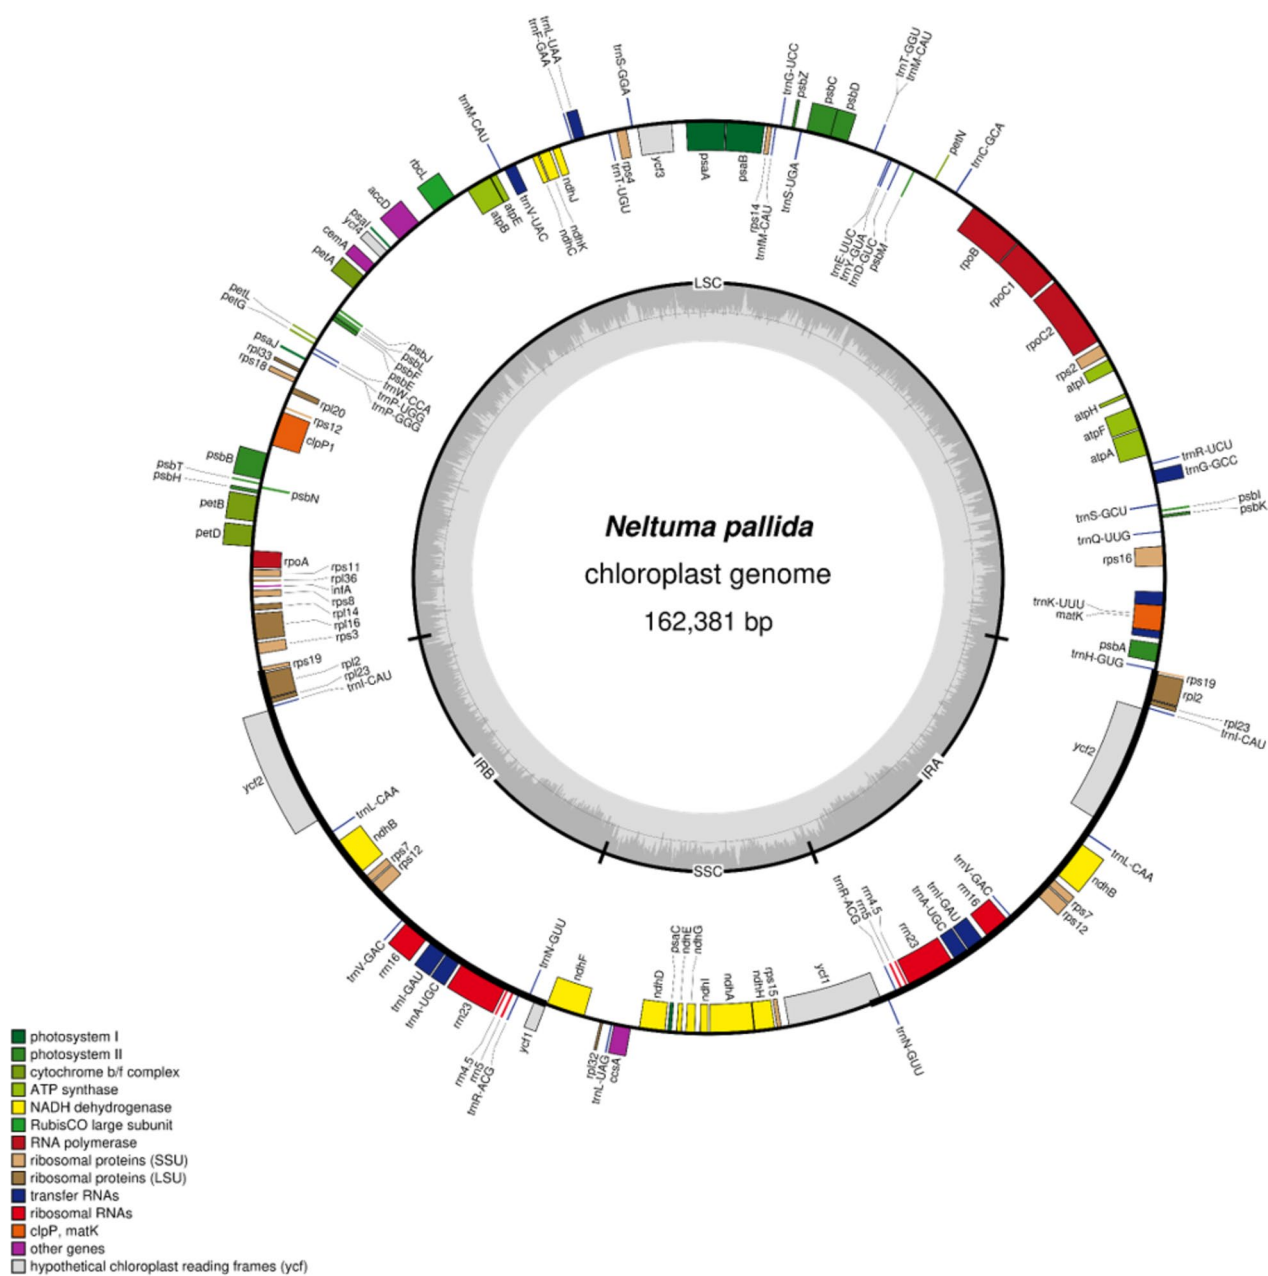 trnL-UAA
trnF-GAA
trnS-GGA
trnG-UCC
psbZ
psbC
psbD
trnT-GGU
trnM-CAU
petN
trnC-GCA
trnM-CAU
rbcL
accD
psaI
ycf4
cemA
petA
petL
petG
psaJ
rpl33
rps18
psbB
psbT
psbH
petB
petD
atpB
atpE
trnV-UAC
ndhC
ndhK
ndhJ
trnT-UGU
rps4
ycf3
psaA
psaB
rps14
trnfM-CAU
trnS-UGA
trnE-UUC
trnY-GUA
trnD-GUC
psbM
rpoB
rpoC1
rpoC2
rps2
atpI
atpH
atpF
atpA
trnR-UCU
trnG-GCC
psbI
psbK
trnS-GCU
trnQ-UUG
rps16
trnK-UUU
matK
psbA
trnH-GUG
psbJ
psbL
psbF
psbE
trnW-CCA
trnP-UGG
trnP-GGG
rpl20
rps12
clpP1
psbN
rpoA
rps11
rpl36
infA
rps8
rpl14
rpl16
rps3
rps19
rpl2
rpl23
trnI-CAU
LSC
Neltuma pallida
chloroplast genome
162,381 bp
IRB
IRA
SSC
rps19
rpl2
rpl23
trnI-CAU
ycf2
ycf2
trnL-CAA
ndhB
rps7
rps12
trnL-CAA
ndhB
rps7
rps12
trnV-GAC
rrn16
trnI-GAU
trnA-UGC
rrn23
rrn4.5
rrn5
trnR-ACG
trnN-GUU
ycf1
ndhF
rpl32
trnL-UAG
ccsA
ndhD
psaC
ndhE
ndhG
ndhI
ndhA
ndhH
rps15
ycf1
trnR-ACG
rrn5
rrn4.5
rrn23
trnA-UGC
trnI-GAU
rrn16
trnV-GAC
trnN-GUU
photosystem I
photosystem II
cytochrome b/f complex
ATP synthase
NADH dehydrogenase
RubisCO large subunit
RNA polymerase
ribosomal proteins (SSU)
ribosomal proteins (LSU)
transfer RNAs
ribosomal RNAs
clpP, matK
other genes
hypothetical chloroplast reading frames (ycf)